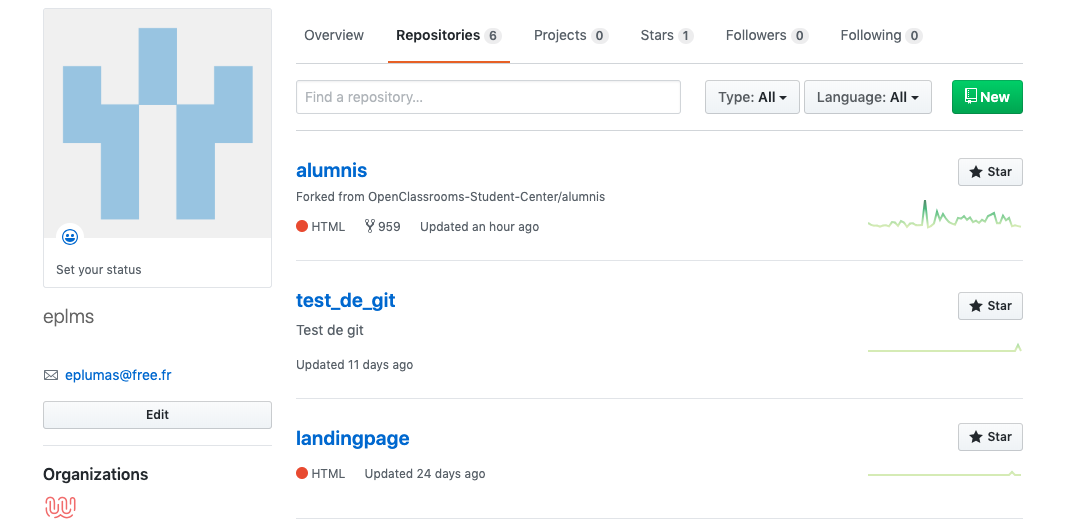 Overview Repositories 6 Projects 0 Stars 1 Followers 0 Following 0
Find a repository... Type: All Language: All New
alumnis Star
Forked from OpenClassrooms-Student-Center/alumnis
HTML 959 Updated an hour ago
Set your status
test_de_git Star
eplms
Test de git
Updated 11 days ago
eplumas@free.fr
Edit
landingpage Star
HTML Updated 24 days ago
Organizations